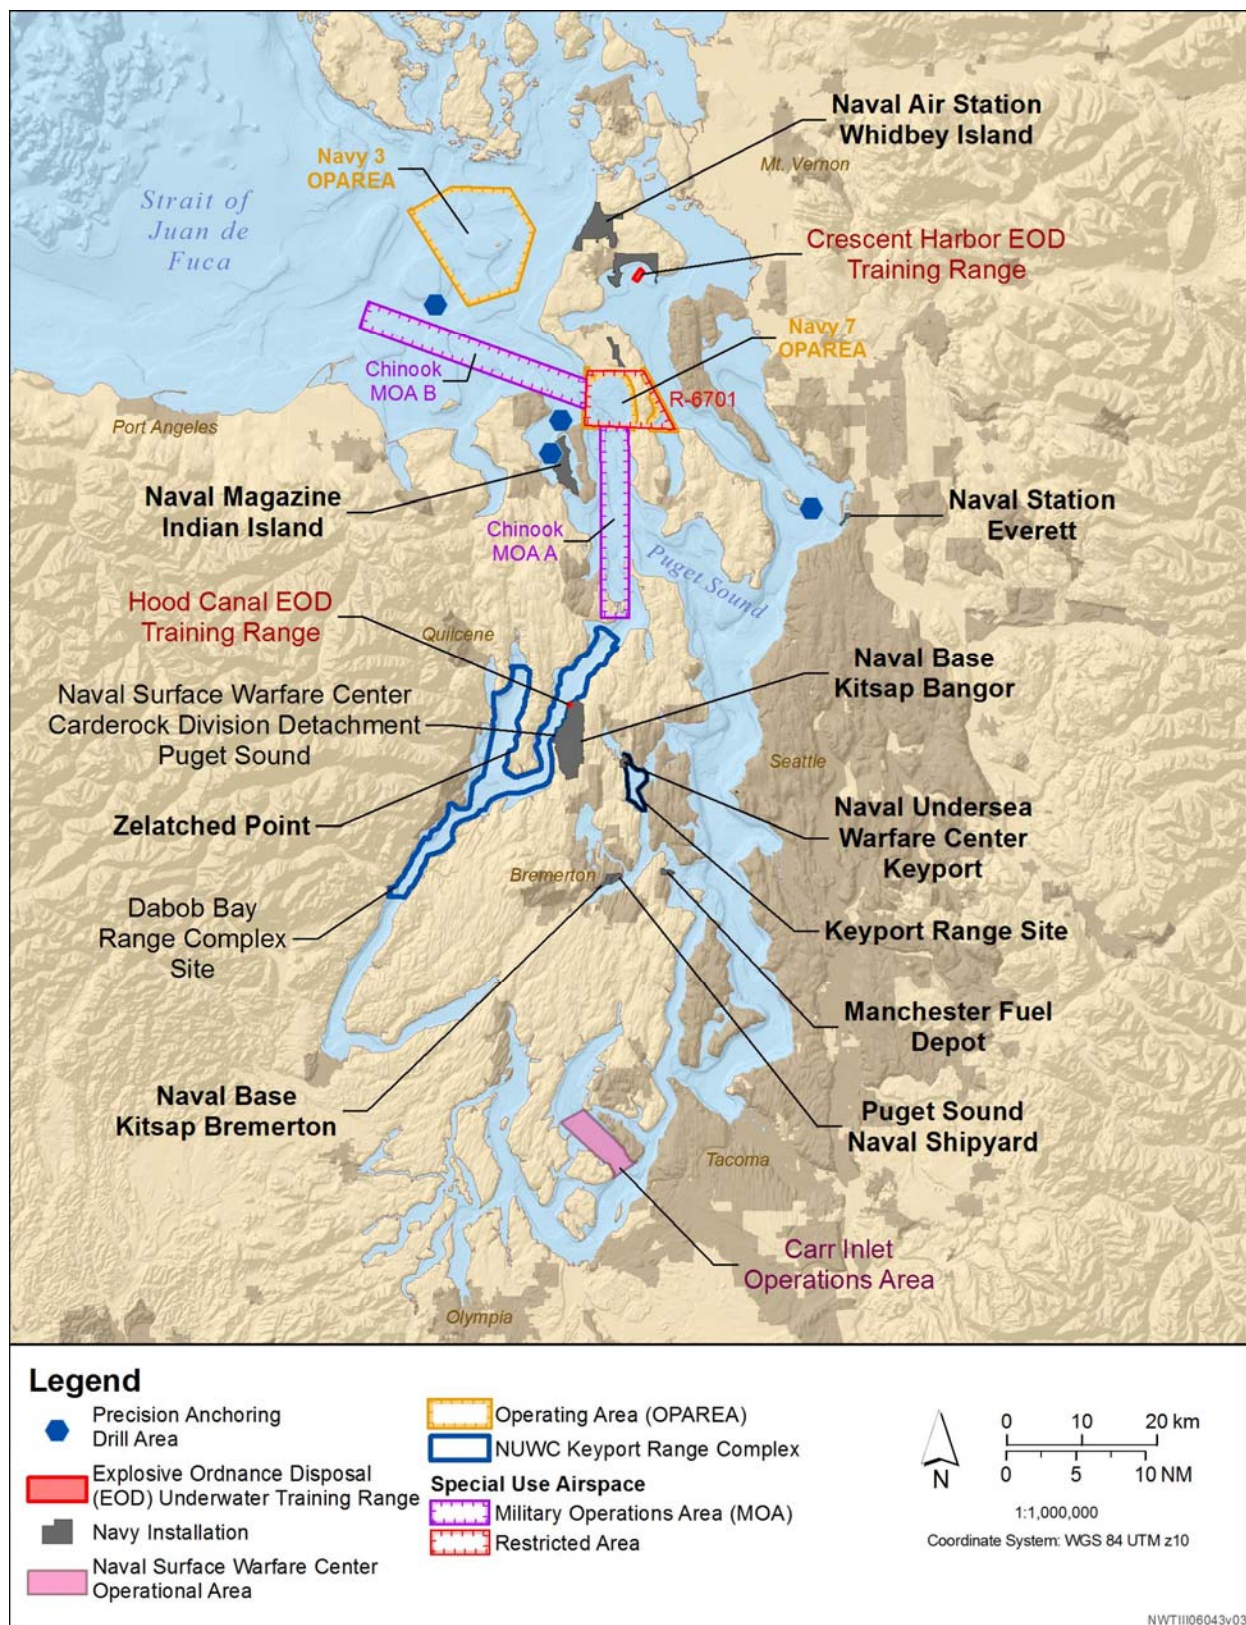 Naval Air Station
Whidbey Island
Mt. Vernon
Navy 3
OPAREA
Strait of
Juan de
Fuca
Crescent Harbor EOD
Training Range
Navy 7
OPAREA
Chinook
MOA B
R-6701
Port Angeles
Naval Magazine
Indian Island
Naval Station
Everett
Chinook
MOA A
Puget Sound
Hood Canal EOD
Training Range
Quilcene
Naval Base
Kitsap Bangor
Naval Surface Warfare Center
Carderock Division Detachment
Puget Sound
Seattle
Zelatched Point
Naval Undersea
Warfare Center
Keyport
Bremerton
Dabob Bay
Range Complex
Site
Keyport Range Site
Manchester Fuel
Depot
Naval Base
Kitsap Bremerton
Puget Sound
Naval Shipyard
Tacoma
Carr Inlet
Operations Area
Olympia
Legend
Precision Anchoring
Drill Area
Explosive Ordnance Disposal
(EOD) Underwater Training Range
Navy Installation
Naval Surface Warfare Center
Operational Area
Operating Area (OPAREA)
NUWC Keyport Range Complex
Special Use Airspace
Military Operations Area (MOA)
Restricted Area
N
0 10 20 km
0 5 10 NM
1:1,000,000
Coordinate System: WGS 84 UTM z10
NWTIII06043v03